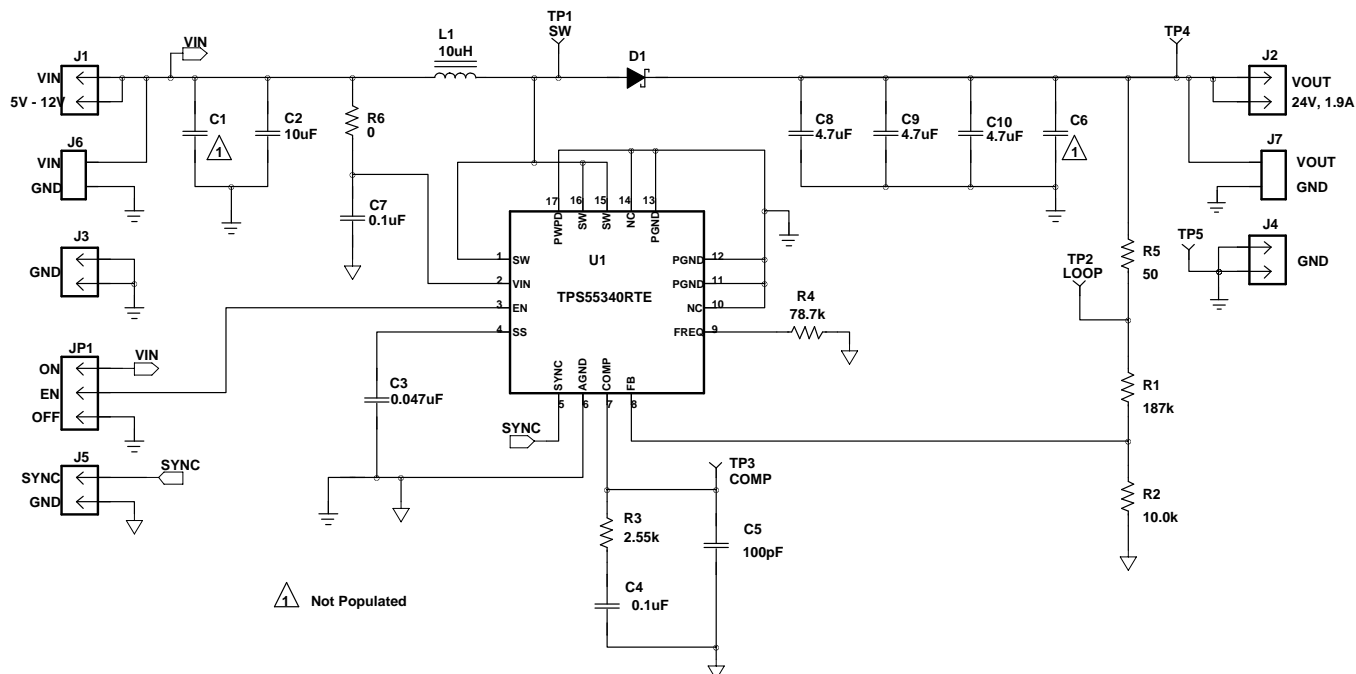 TP1
SW
TP4
VIN
L1
10uH
D1
J1
VIN
5V - 12V
J2
VOUT
24V, 1.9A
C1
1
C2
10uF
R6
0
C8
4.7uF
C9
4.7uF
C10
4.7uF
C6
1
J6
VIN
GND
J7
VOUT
GND
C7
0.1uF
17
16
15
14
13
PWPD
SW
SW
NC
PGND
J3
GND
U1
TPS55340RTE
1
SW
2
VIN
3
EN
4
SS
PGND
12
PGND
11
NC
10
FREQ
9
R4
78.7k
TP2
LOOP
R5
50
TP5
J4
GND
JP1
ON
EN
OFF
VIN
C3
0.047uF
SYNC
AGND
COMP
FB
5
6
7
8
SYNC
R1
187k
J5
SYNC
GND
SYNC
TP3
COMP
R2
10.0k
R3
2.55k
C5
100pF
C4
0.1uF
1 Not Populated